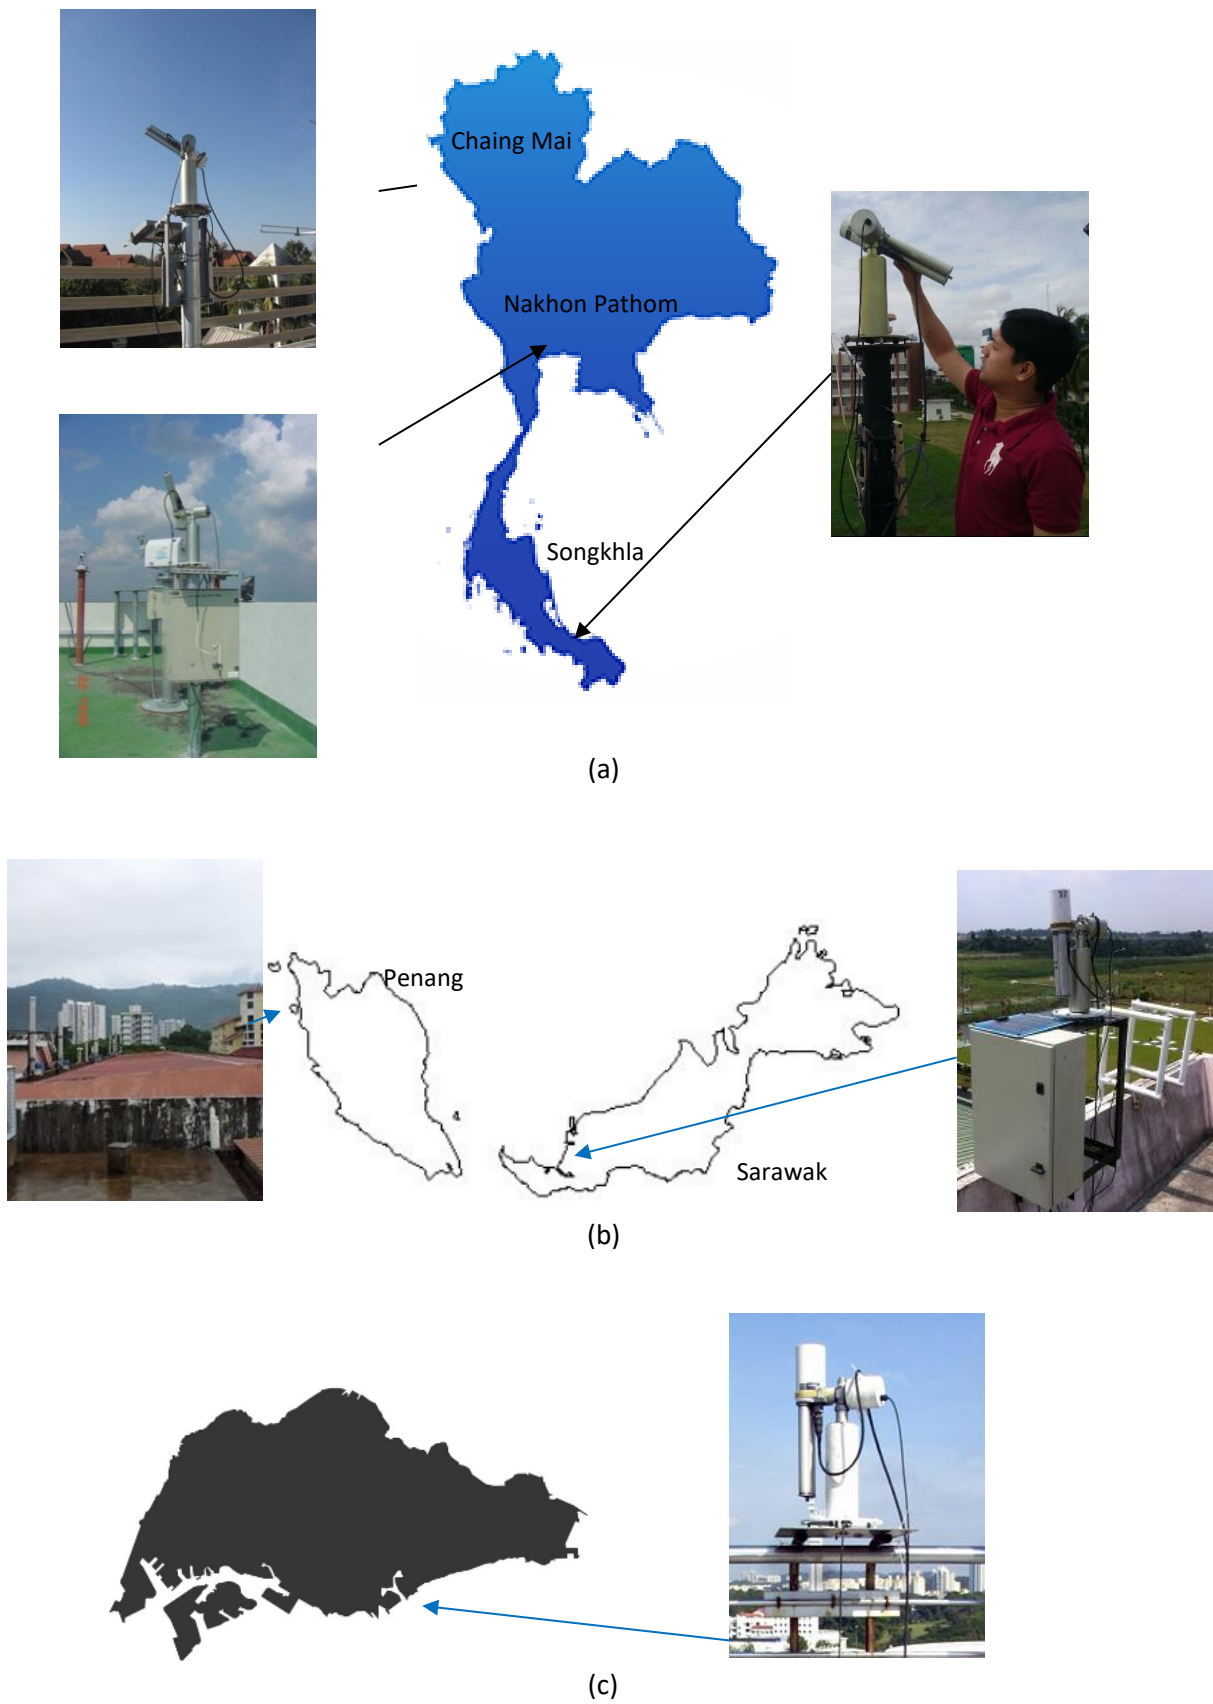 Chaing Mai
Nakhon Pathom
Songkhla
(a)
Penang
Sarawak
(b)
(c)